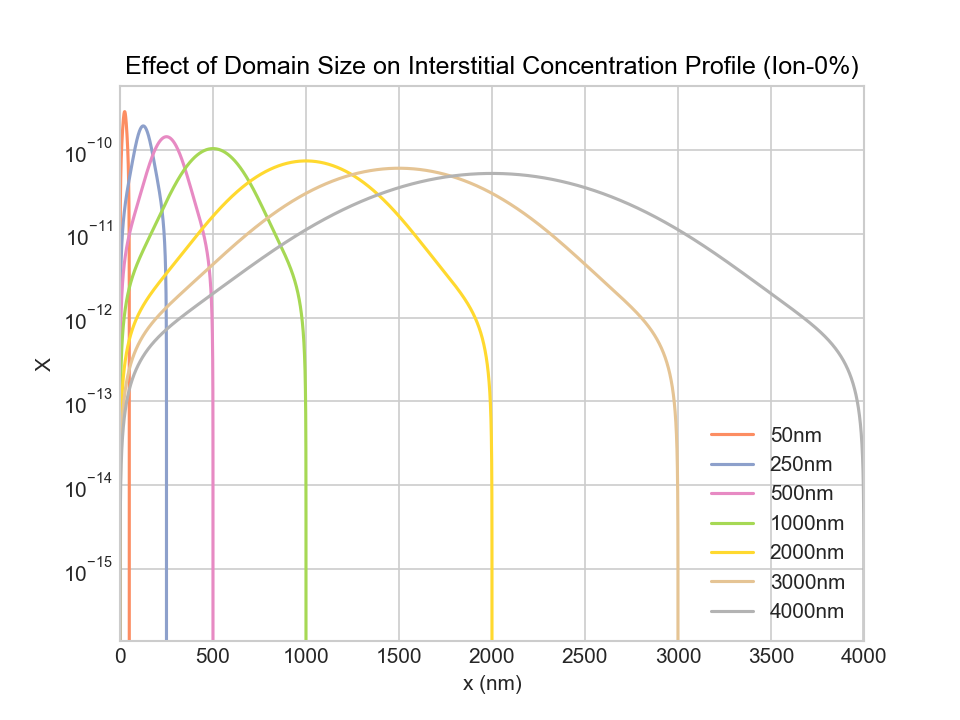 Effect of Domain Size on Interstitial Concentration Profile (Ion-0%)
X
10⁻¹⁰
10⁻¹¹
10⁻¹²
10⁻¹³
10⁻¹⁴
10⁻¹⁵
50nm
250nm
500nm
1000nm
2000nm
3000nm
4000nm
0 500 1000 1500 2000 2500 3000 3500 4000
x (nm)